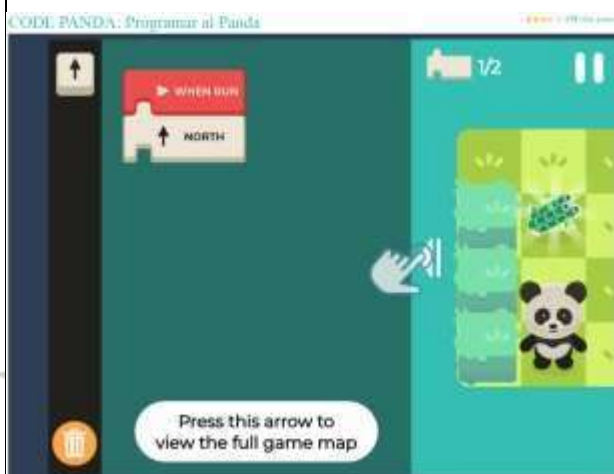 CODE PANDA: Programar al Panda
WHEN RUN
1/2
NORTH
Press this arrow to
view the full game map